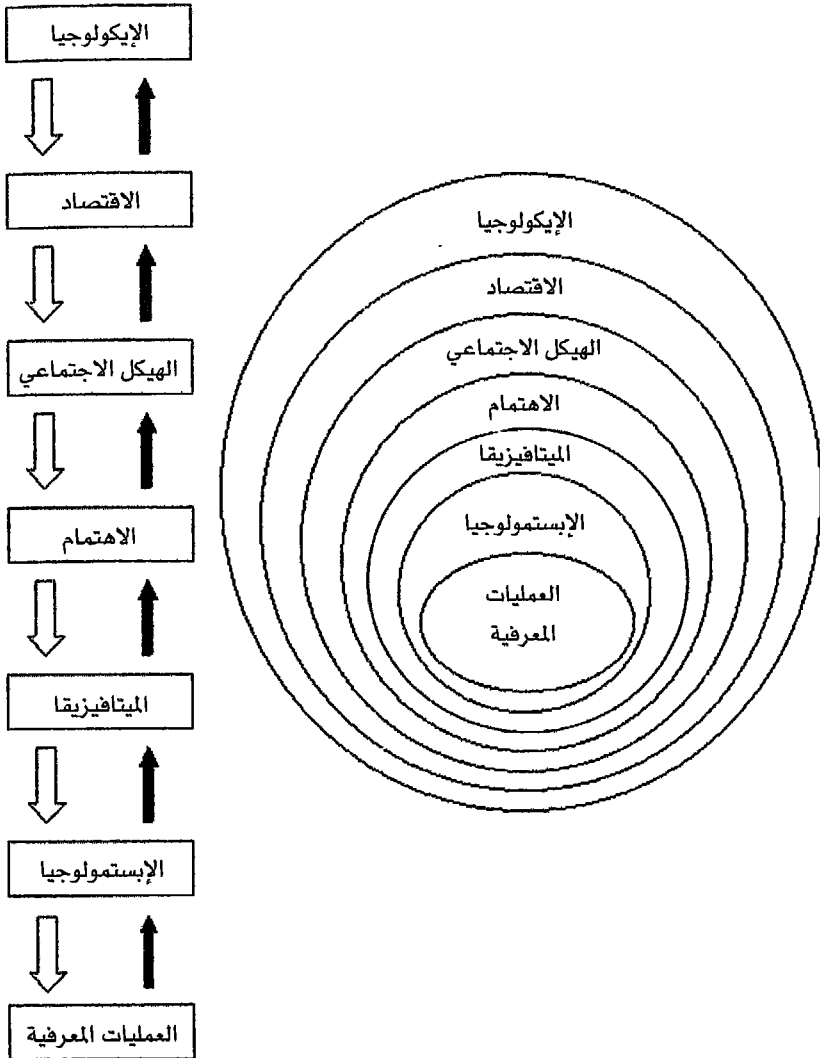 الإيكولوجيا
الاقتصاد
الهيكل الاجتماعي
الاهتمام
الميتافيزيقا
الإبستمولوجيا
العمليات المعرفية
الإيكولوجيا
الاقتصاد
الهيكل الاجتماعي
الاهتمام
الميتافيزيقا
الإبستمولوجيا
العمليات
المعرفية